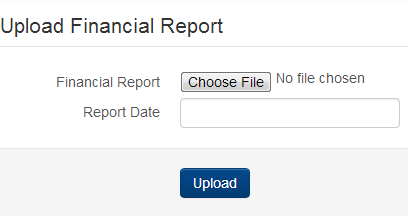 Upload Financial Report
Financial Report Choose File No file chosen
Report Date
Upload